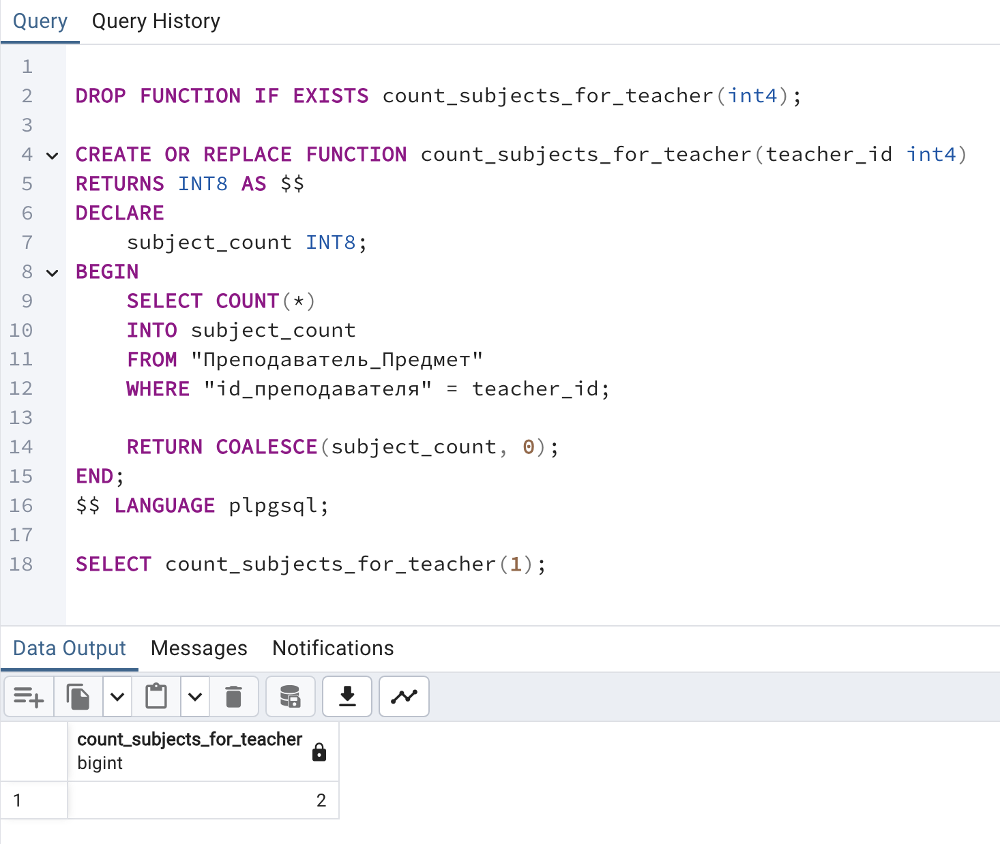 Query Query History
1
2 DROP FUNCTION IF EXISTS count_subjects_for_teacher(int4);
3
4 CREATE OR REPLACE FUNCTION count_subjects_for_teacher(teacher_id int4)
5 RETURNS INT8 AS $$
6 DECLARE
7     subject_count INT8;
8 BEGIN
9     SELECT COUNT(*)
10     INTO subject_count
11     FROM "Преподаватель_Предмет"
12     WHERE "id_преподавателя" = teacher_id;
13
14     RETURN COALESCE(subject_count, 0);
15 END;
16 $$ LANGUAGE plpgsql;
17
18 SELECT count_subjects_for_teacher(1);
Data Output Messages Notifications
count_subjects_for_teacher
bigint
1 2